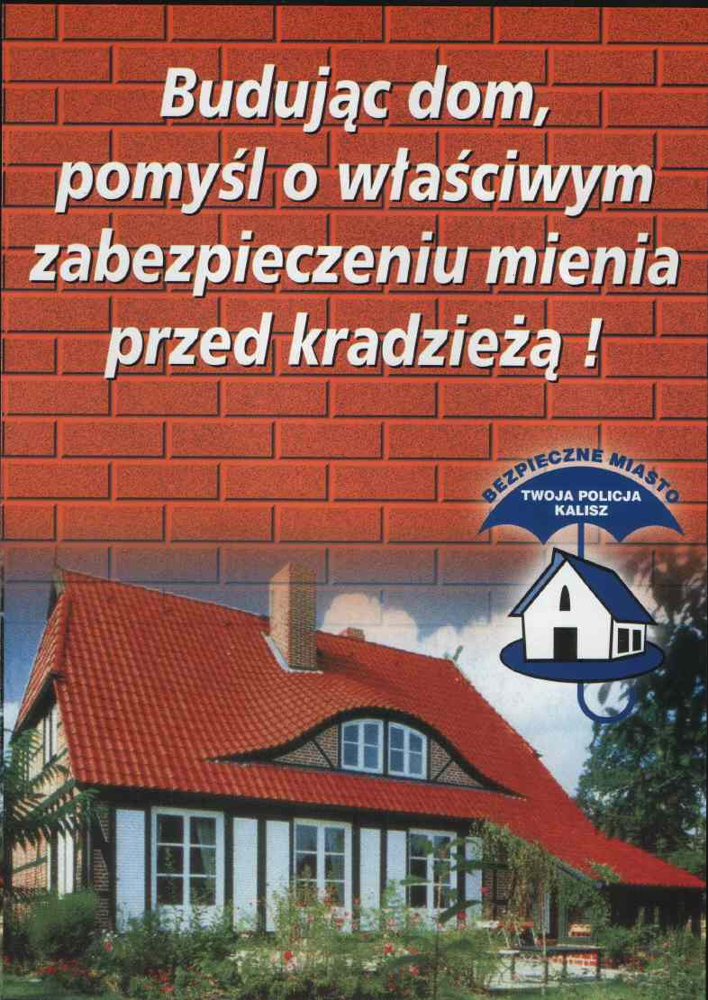 Budując dom,
pomyśl o właściwym
zabezpieczeniu mienia
przed kradzieżą !
BEZPIECZNE MIASTO
TWOJA POLICJA
KALISZ